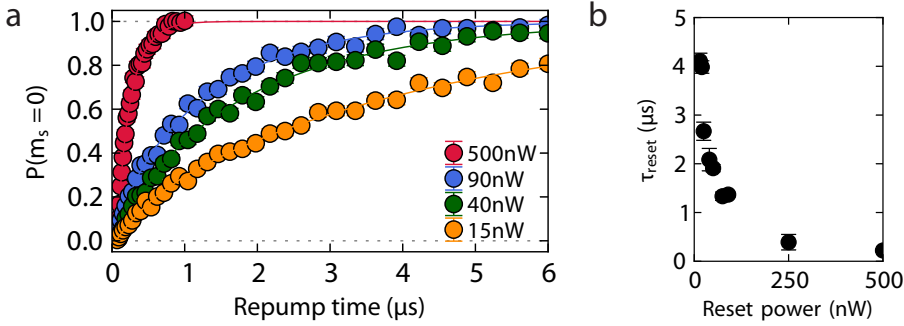 a
P(mₛ = 0)
1.0
0.8
0.6
0.4
0.2
0.0
500nW
90nW
40nW
15nW
0 1 2 3 4 5 6
Repump time (μs)
b
τreset (μs)
5
4
3
2
1
0
0 250 500
Reset power (nW)